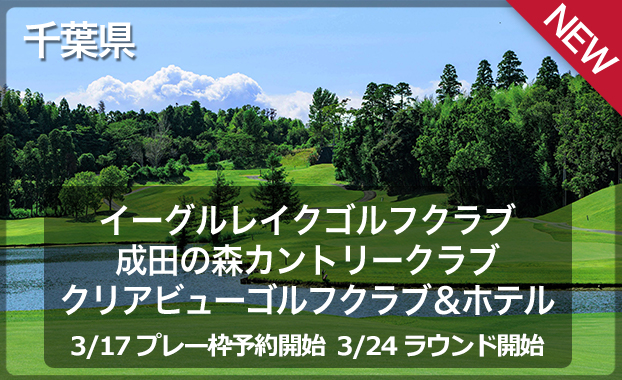 千葉県
NEW
イーグルレイクゴルフクラブ
成田の森カントリークラブ
クリアビューゴルフクラブ＆ホテル
3/17 プレー枠予約開始 3/24 ラウンド開始